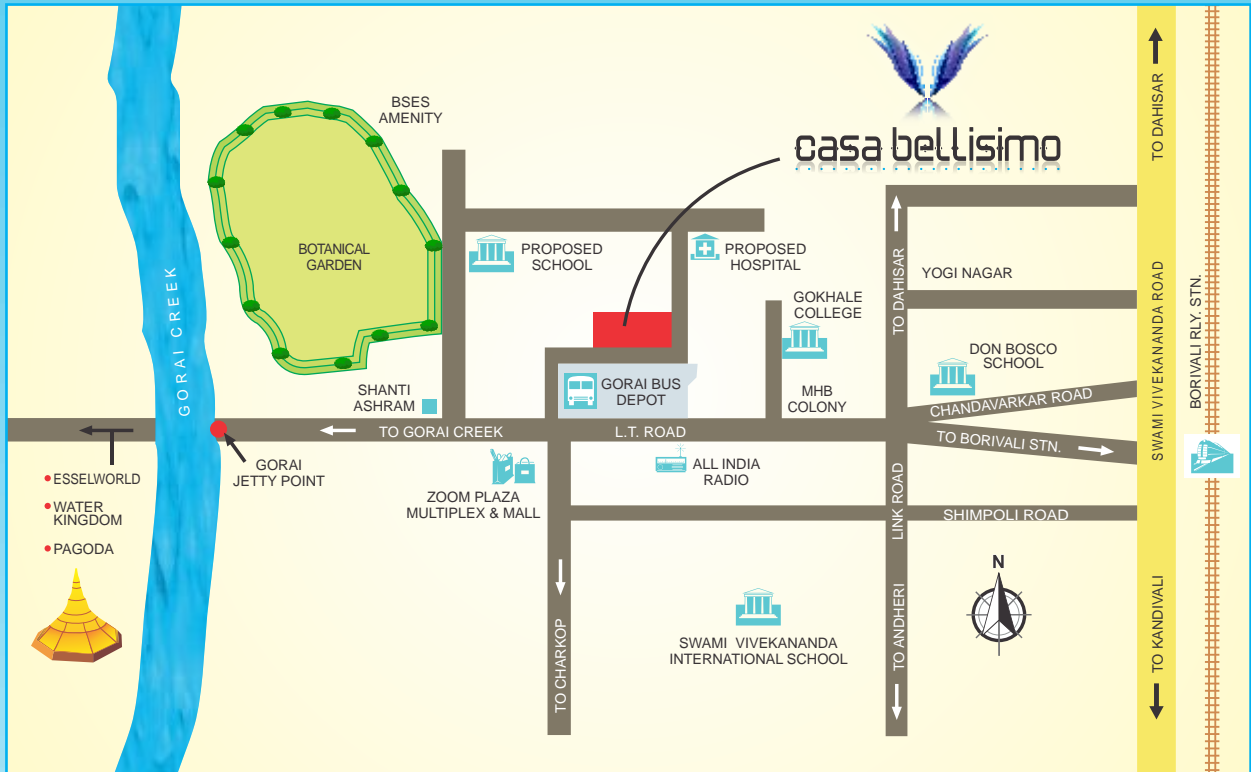 casa bellisimo
BSES
AMENITY
BOTANICAL
GARDEN
GORAI CREEK
PROPOSED
SCHOOL
PROPOSED
HOSPITAL
GOKHALE
COLLEGE
MHB
COLONY
GORAI BUS
DEPOT
SHANTI
ASHRAM
TO GORAI CREEK
L.T. ROAD
GORAI
JETTY POINT
ESSELWORLD
WATER
KINGDOM
PAGODA
ZOOM PLAZA
MULTIPLEX & MALL
ALL INDIA
RADIO
TO CHARKOP
SWAMI VIVEKANANDA
INTERNATIONAL SCHOOL
TO DAHISAR
YOGI NAGAR
DON BOSCO
SCHOOL
CHANDAVARKAR ROAD
TO BORIVALI STN.
LINK ROAD
SHIMPOLI ROAD
TO ANDHERI
N
TO DAHISAR
SWAMI VIVEKANANDA ROAD
TO KANDIVALI
BORIVALI RLY. STN.